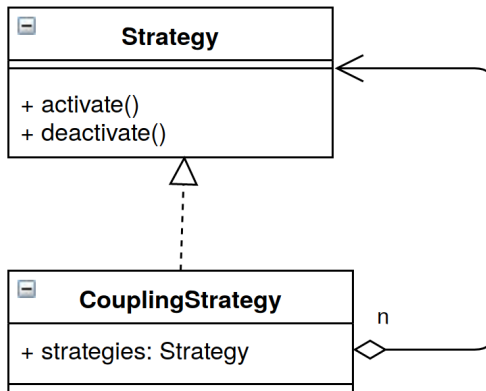 Strategy
+ activate()
+ deactivate()
CouplingStrategy
n
+ strategies: Strategy